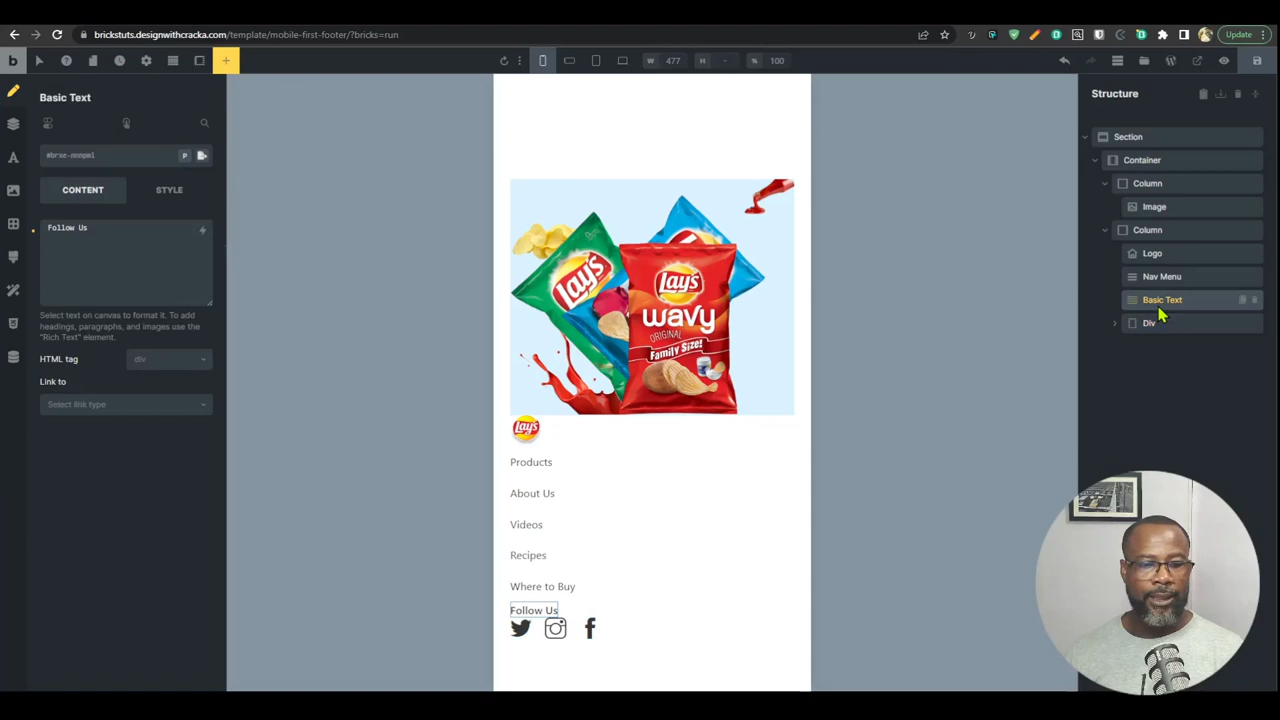 brickstuts.designwithcracka.com/template/mobile-first-footer/?bricks=run
Update
b
W 477 H - % 100
Basic Text
#brxe-nnnpml P
CONTENT STYLE
Follow Us
Select text on canvas to format it. To add
headings, paragraphs, and images use the
"Rich Text" element.
HTML tag div
Link to
Select link type
Lay's
Lay's
wavy
ORIGINAL
Family Size!
Lay's
Products
About Us
Videos
Recipes
Where to Buy
Follow Us
Structure
Section
Container
Column
Image
Column
Logo
Nav Menu
Basic Text
Div